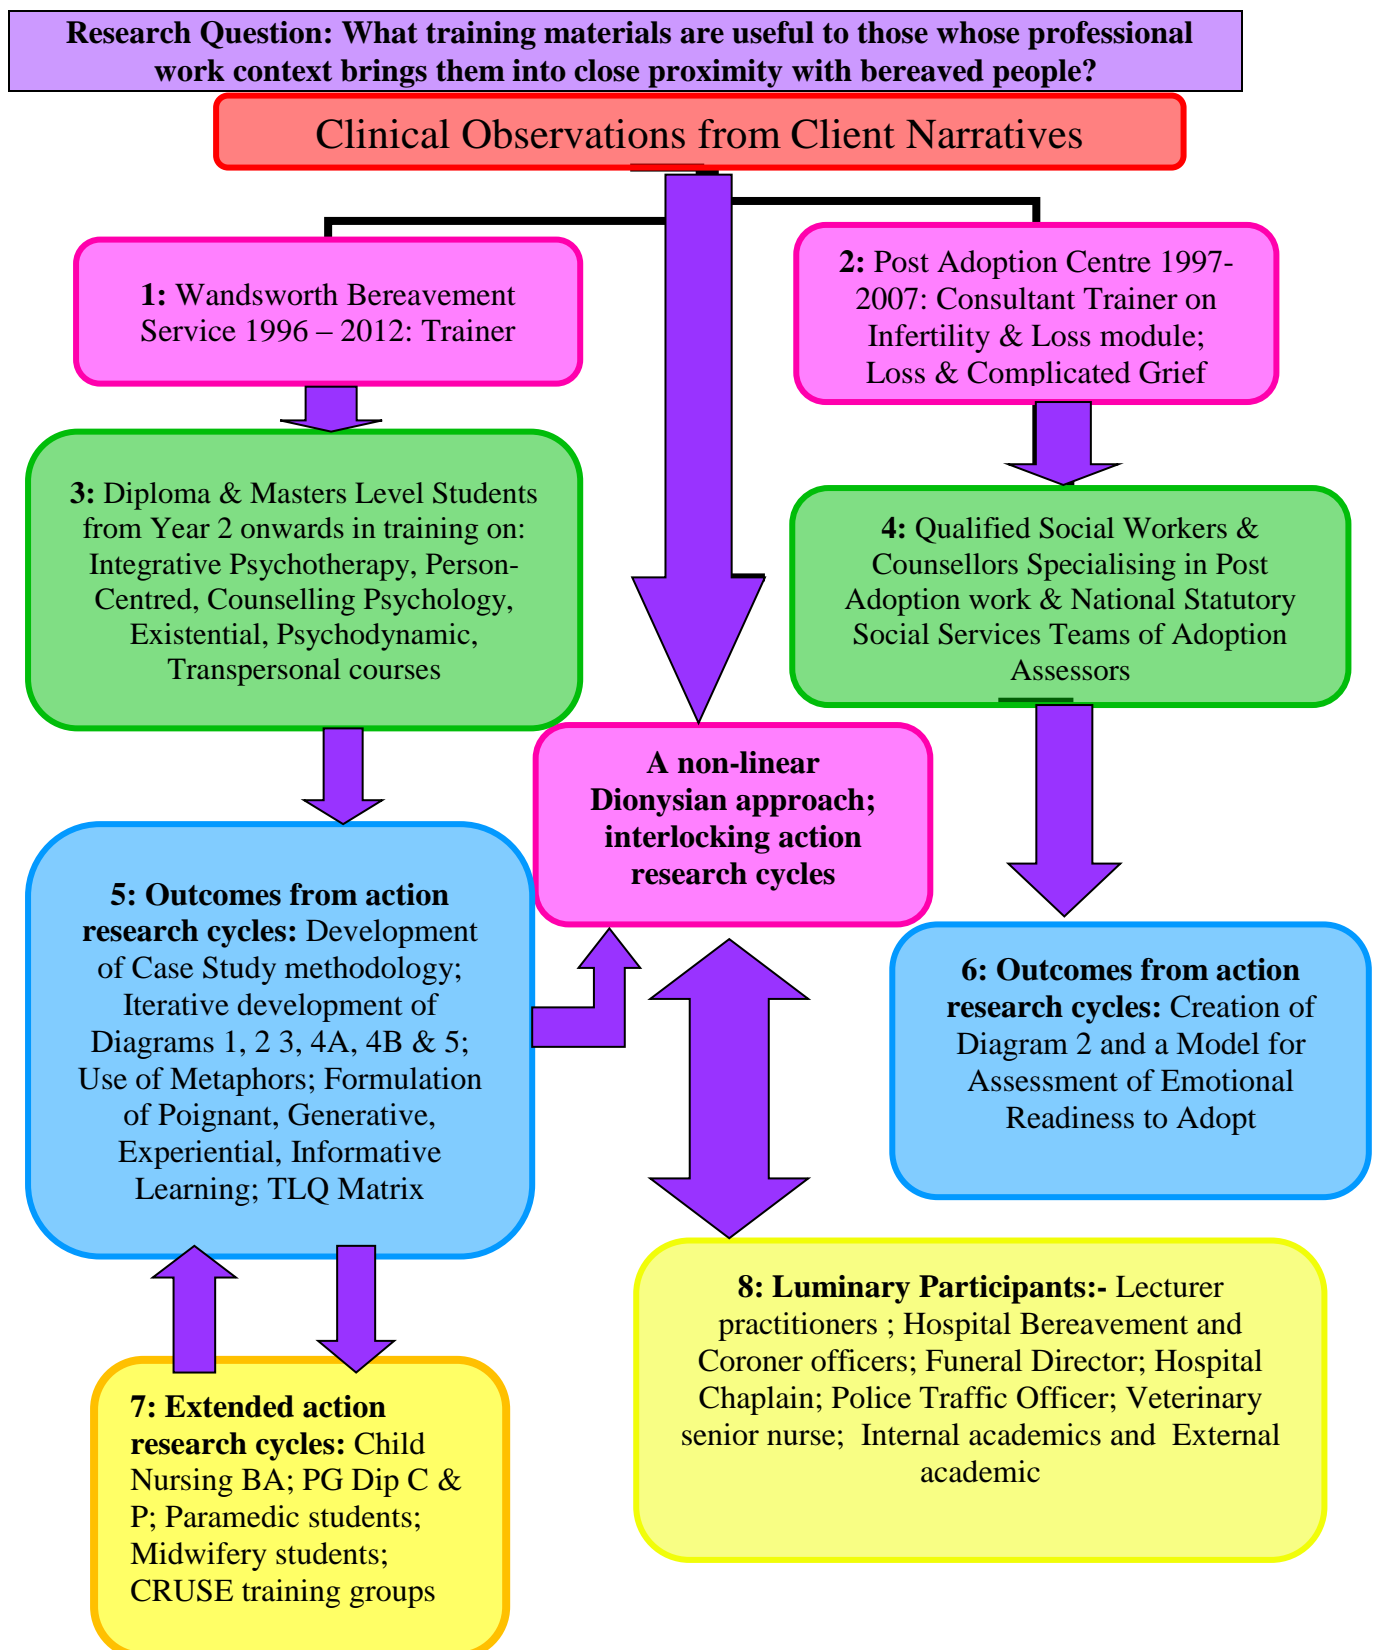 Research Question: What training materials are useful to those whose professional
work context brings them into close proximity with bereaved people?
Clinical Observations from Client Narratives
1: Wandsworth Bereavement
Service 1996 – 2012: Trainer
2: Post Adoption Centre 1997-
2007: Consultant Trainer on
Infertility & Loss module;
Loss & Complicated Grief
3: Diploma & Masters Level Students
from Year 2 onwards in training on:
Integrative Psychotherapy, Person-
Centred, Counselling Psychology,
Existential, Psychodynamic,
Transpersonal courses
4: Qualified Social Workers &
Counsellors Specialising in Post
Adoption work & National Statutory
Social Services Teams of Adoption
Assessors
A non-linear
Dionysian approach;
interlocking action
research cycles
5: Outcomes from action
research cycles: Development
of Case Study methodology;
Iterative development of
Diagrams 1, 2 3, 4A, 4B & 5;
Use of Metaphors; Formulation
of Poignant, Generative,
Experiential, Informative
Learning; TLQ Matrix
6: Outcomes from action
research cycles: Creation of
Diagram 2 and a Model for
Assessment of Emotional
Readiness to Adopt
7: Extended action
research cycles: Child
Nursing BA; PG Dip C &
P; Paramedic students;
Midwifery students;
CRUSE training groups
8: Luminary Participants:- Lecturer
practitioners ; Hospital Bereavement and
Coroner officers; Funeral Director; Hospital
Chaplain; Police Traffic Officer; Veterinary
senior nurse;  Internal academics and  External
academic